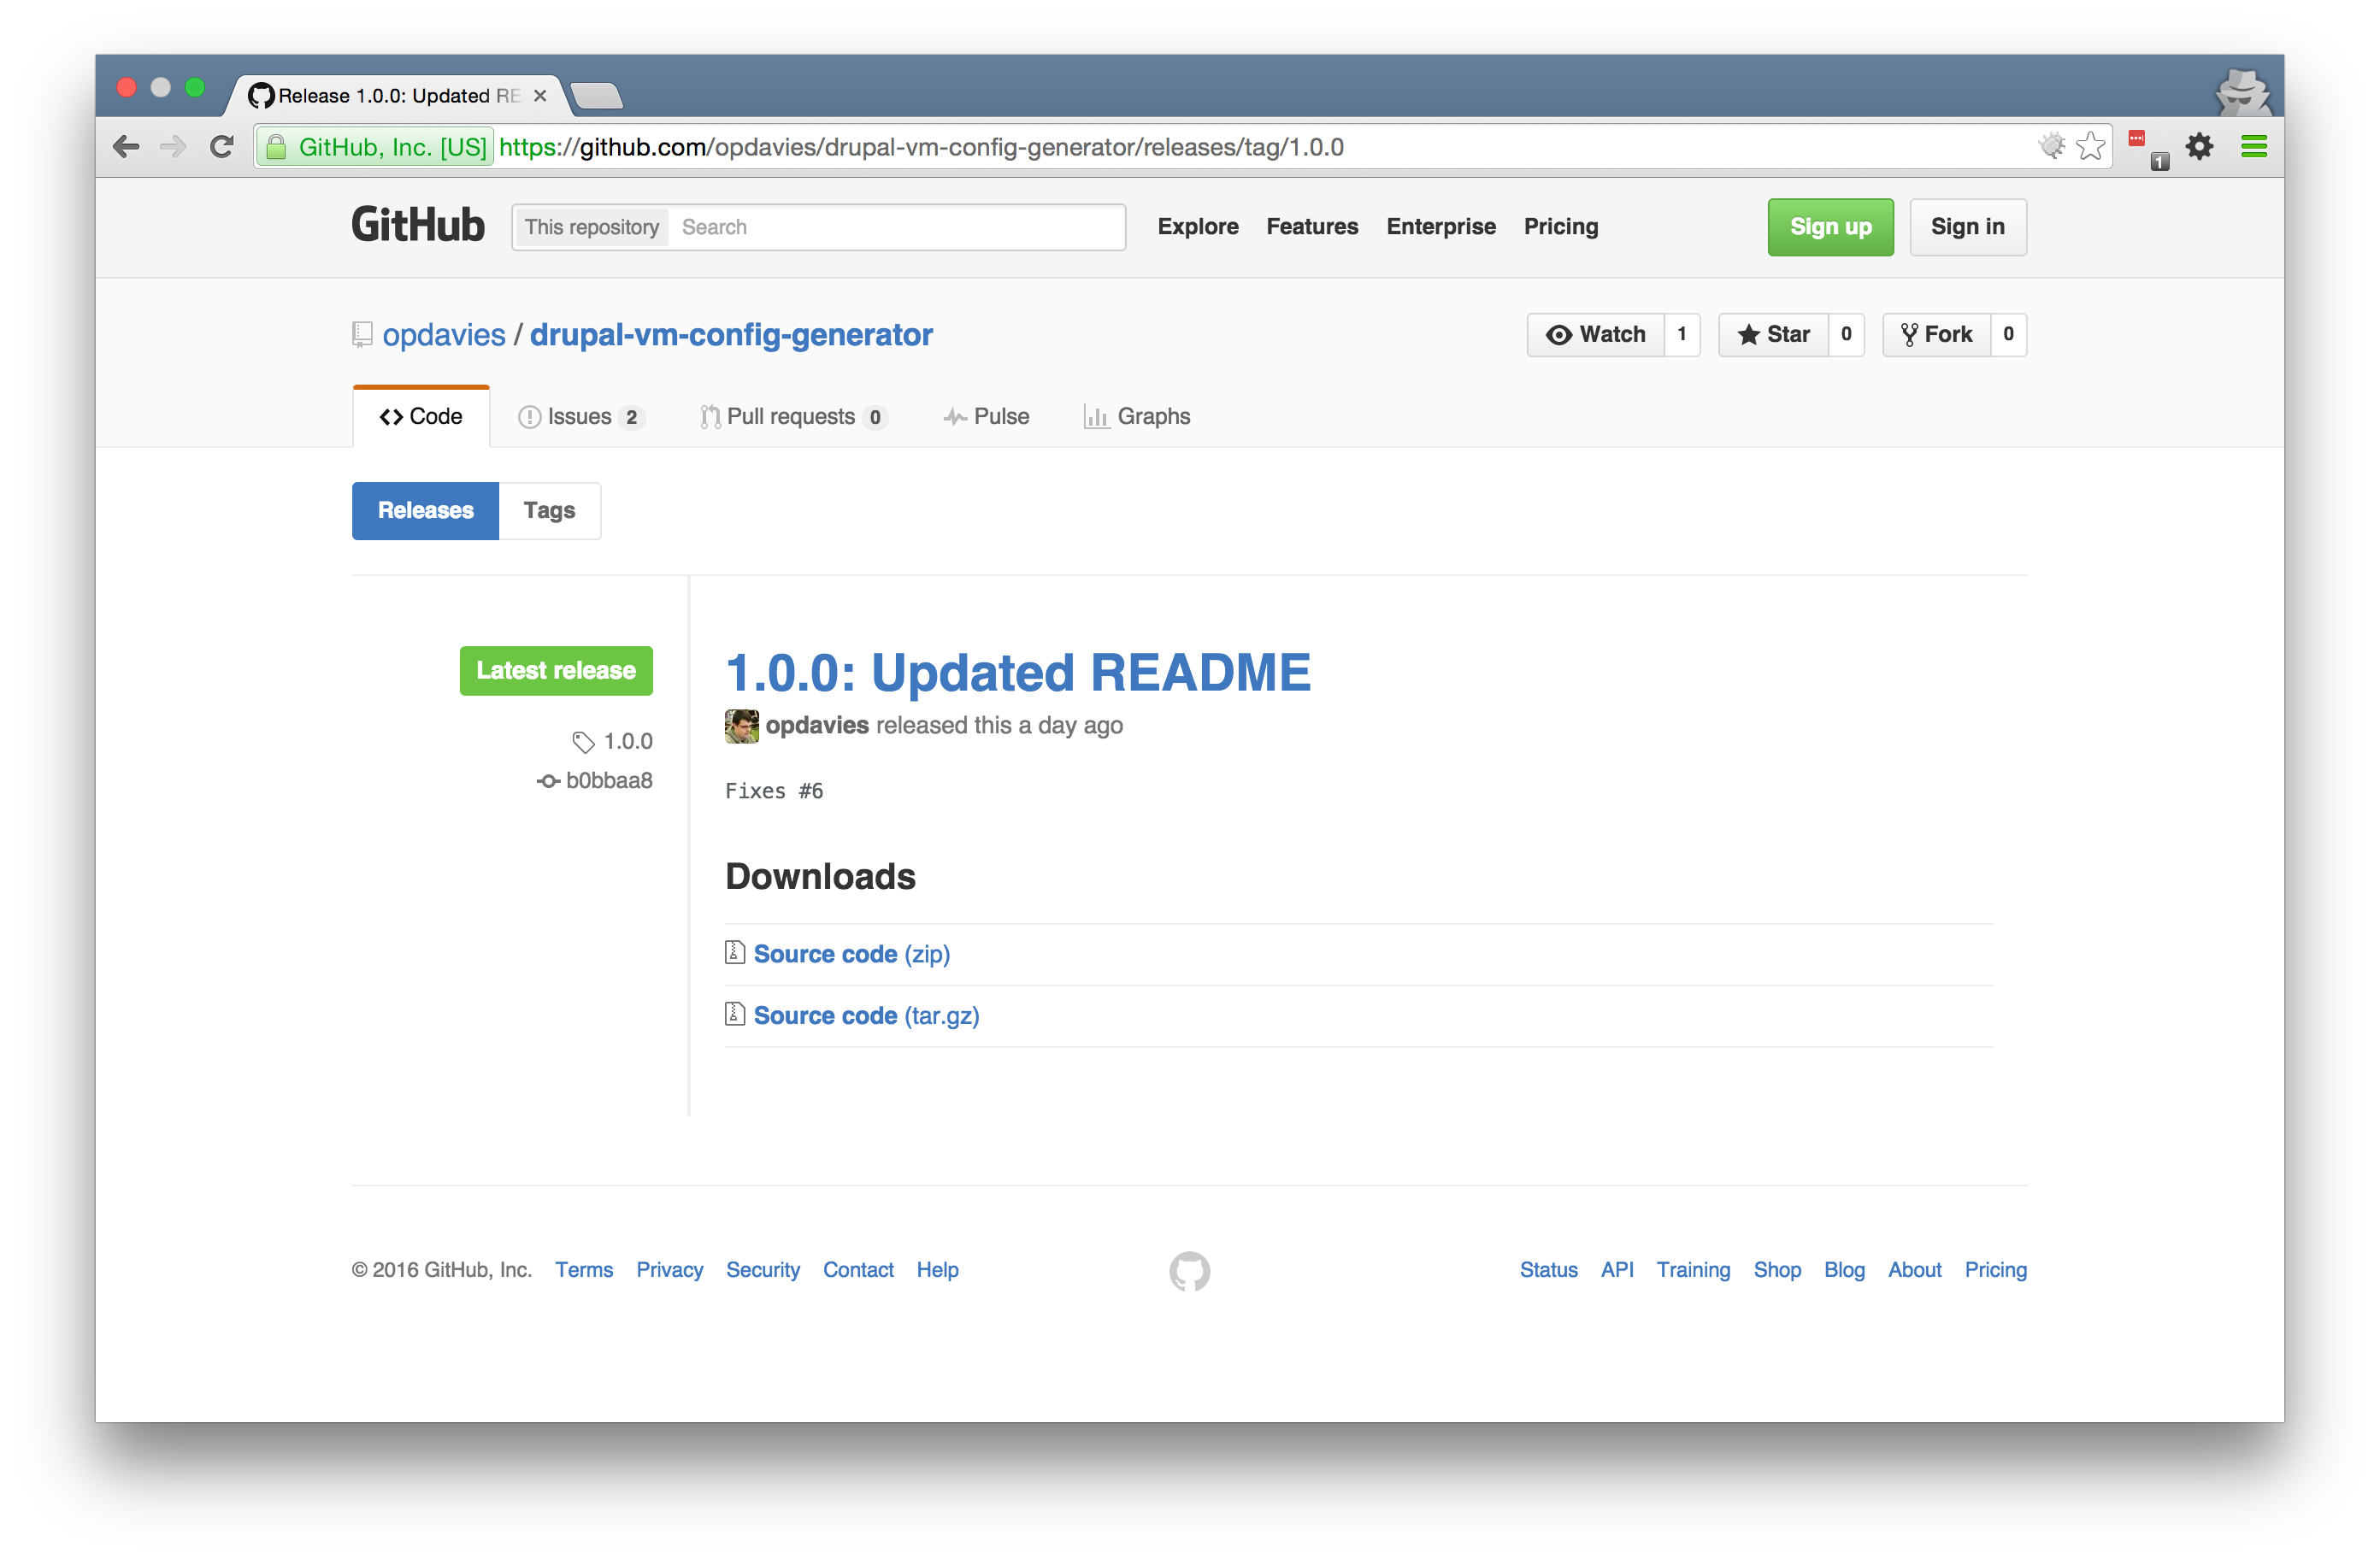 Release 1.0.0: Updated RE
GitHub, Inc. [US] https://github.com/opdavies/drupal-vm-config-generator/releases/tag/1.0.0
1
GitHub This repository Search Explore Features Enterprise Pricing Sign up Sign in
opdavies / drupal-vm-config-generator Watch 1 Star 0 Fork 0
Code Issues 2 Pull requests 0 Pulse Graphs
Releases Tags
Latest release
1.0.0
b0bbaa8
1.0.0: Updated README
opdavies released this a day ago
Fixes #6
Downloads
Source code (zip)
Source code (tar.gz)
© 2016 GitHub, Inc. Terms Privacy Security Contact Help Status API Training Shop Blog About Pricing